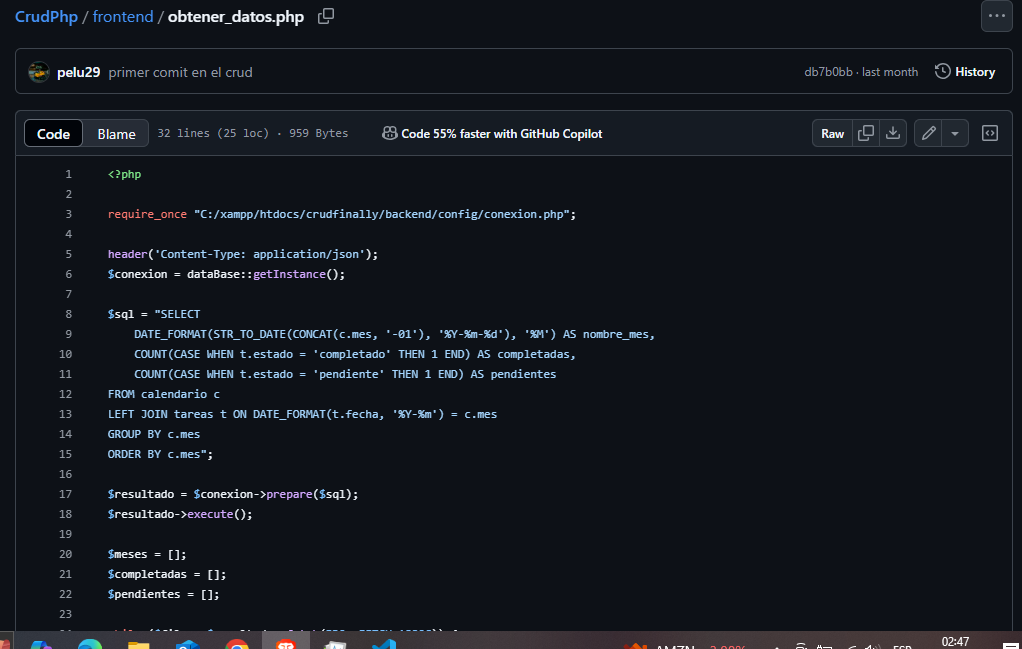 CrudPhp / frontend / obtener_datos.php
pelu29 primer comit en el crud db7b0bb · last month History
Code Blame 32 lines (25 loc) · 959 Bytes Code 55% faster with GitHub Copilot Raw
1 <?php
2
3 require_once "C:/xampp/htdocs/crudfinally/backend/config/conexion.php";
4
5 header('Content-Type: application/json');
6 $conexion = dataBase::getInstance();
7
8 $sql = "SELECT
9 DATE_FORMAT(STR_TO_DATE(CONCAT(c.mes, '-01'), '%Y-%m-%d'), '%M') AS nombre_mes,
10 COUNT(CASE WHEN t.estado = 'completado' THEN 1 END) AS completadas,
11 COUNT(CASE WHEN t.estado = 'pendiente' THEN 1 END) AS pendientes
12 FROM calendario c
13 LEFT JOIN tareas t ON DATE_FORMAT(t.fecha, '%Y-%m') = c.mes
14 GROUP BY c.mes
15 ORDER BY c.mes";
16
17 $resultado = $conexion->prepare($sql);
18 $resultado->execute();
19
20 $meses = [];
21 $completadas = [];
22 $pendientes = [];
23
02:47